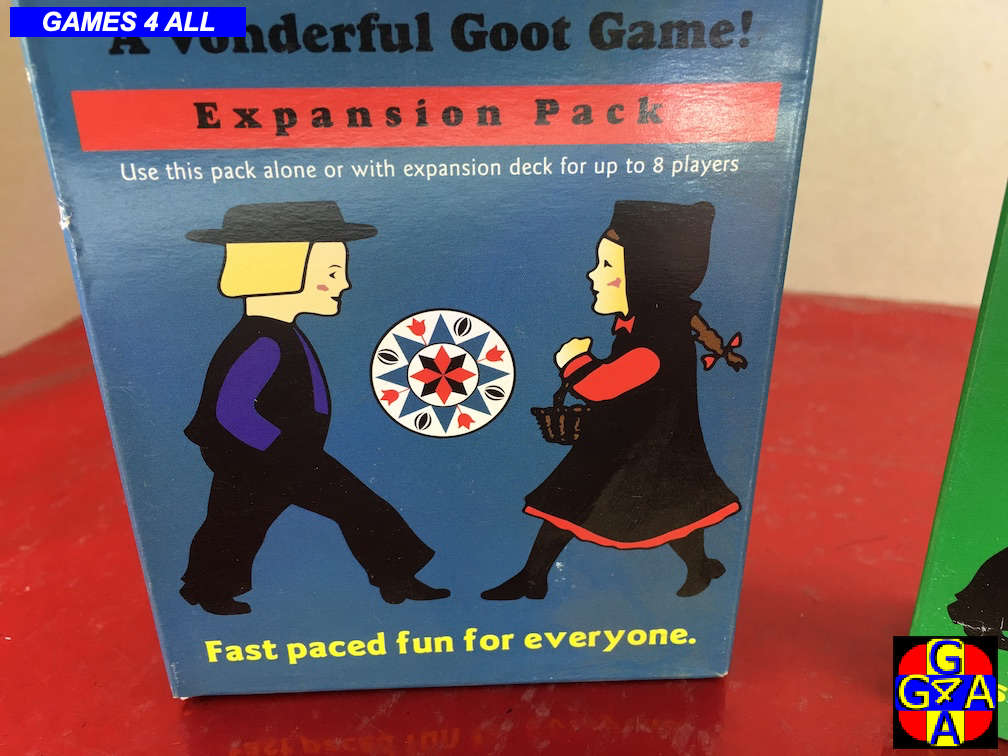 GAMES 4 ALL
A Vonderful Goot Game!
Expansion Pack
Use this pack alone or with expansion deck for up to 8 players
Fast paced fun for everyone.
G
G 4 A
A